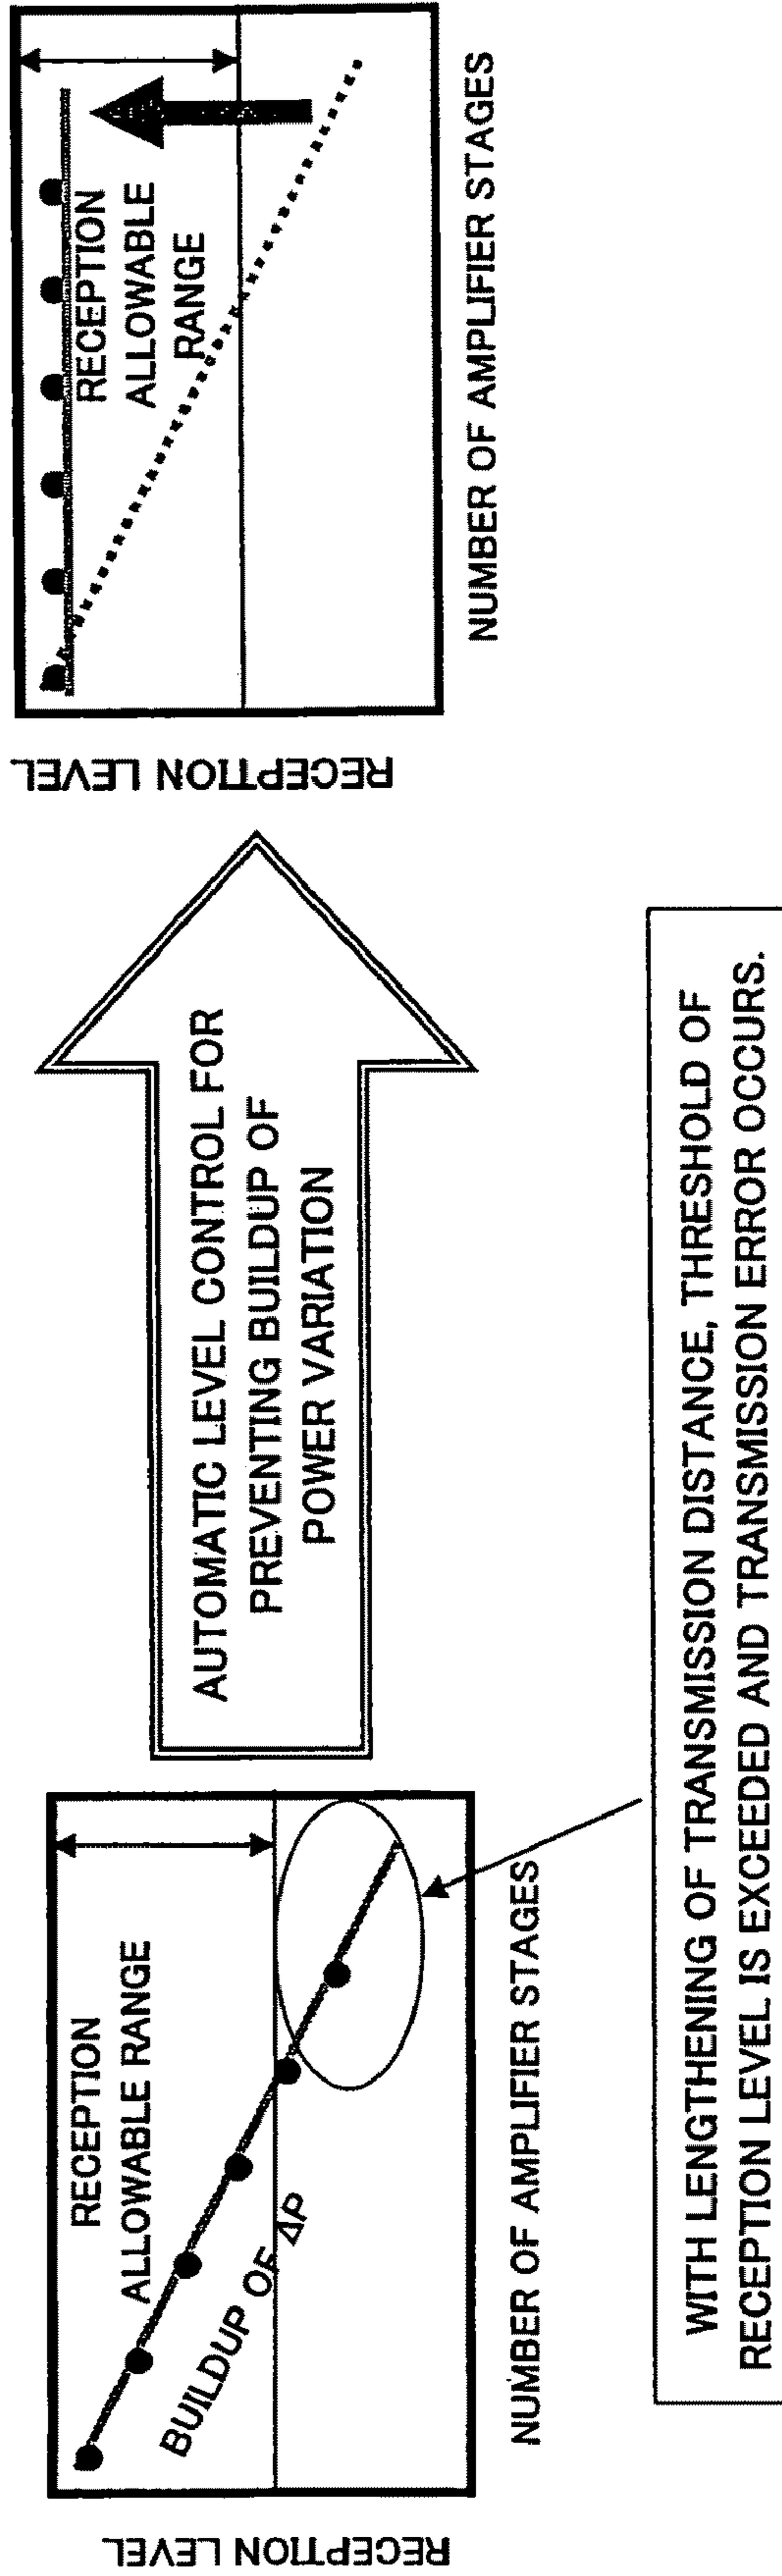 RECEPTION LEVEL
RECEPTION
ALLOWABLE RANGE
BUILDUP OF ΔP
NUMBER OF AMPLIFIER STAGES
AUTOMATIC LEVEL CONTROL FOR
PREVENTING BUILDUP OF
POWER VARIATION
RECEPTION LEVEL
RECEPTION
ALLOWABLE
RANGE
NUMBER OF AMPLIFIER STAGES
WITH LENGTHENING OF TRANSMISSION DISTANCE, THRESHOLD OF
RECEPTION LEVEL IS EXCEEDED AND TRANSMISSION ERROR OCCURS.